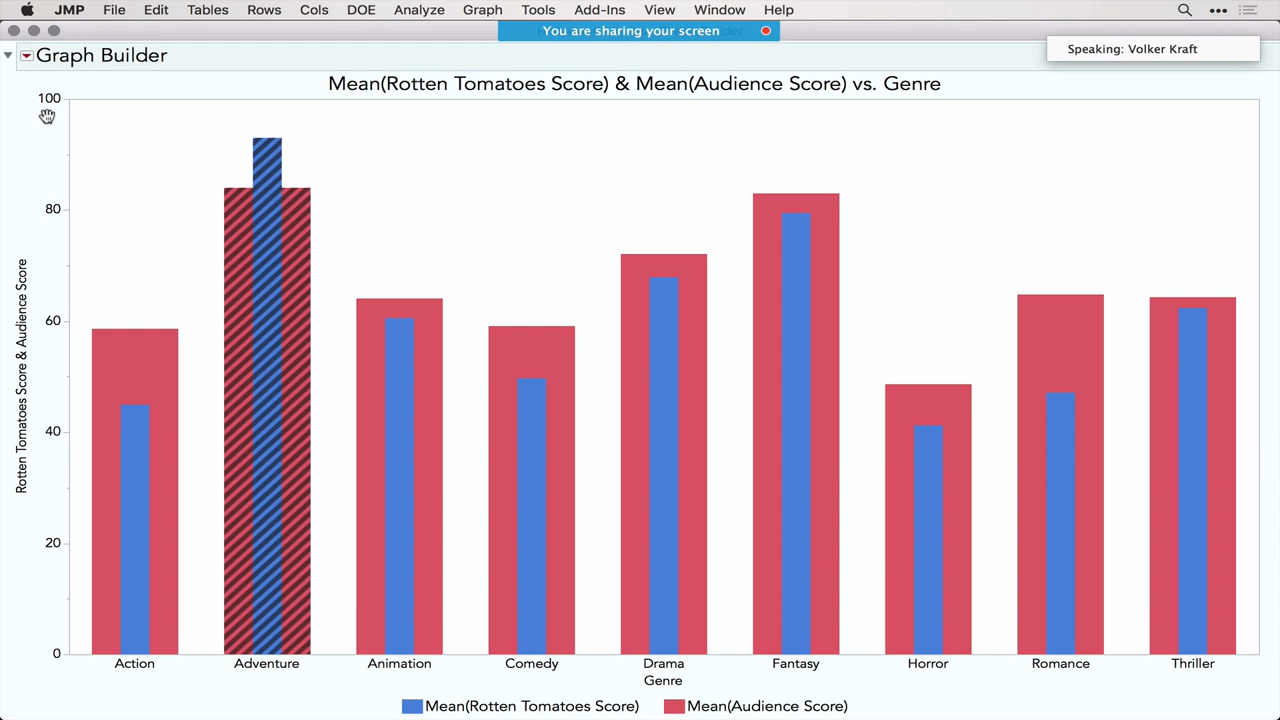 JMP File Edit Tables Rows Cols DOE Analyze Graph Tools Add-Ins View Window Help
You are sharing your screen
Speaking: Volker Kraft
Graph Builder
Mean(Rotten Tomatoes Score) & Mean(Audience Score) vs. Genre
Rotten Tomatoes Score & Audience Score
100
80
60
40
20
0
Action Adventure Animation Comedy Drama Fantasy Horror Romance Thriller
Genre
Mean(Rotten Tomatoes Score) Mean(Audience Score)